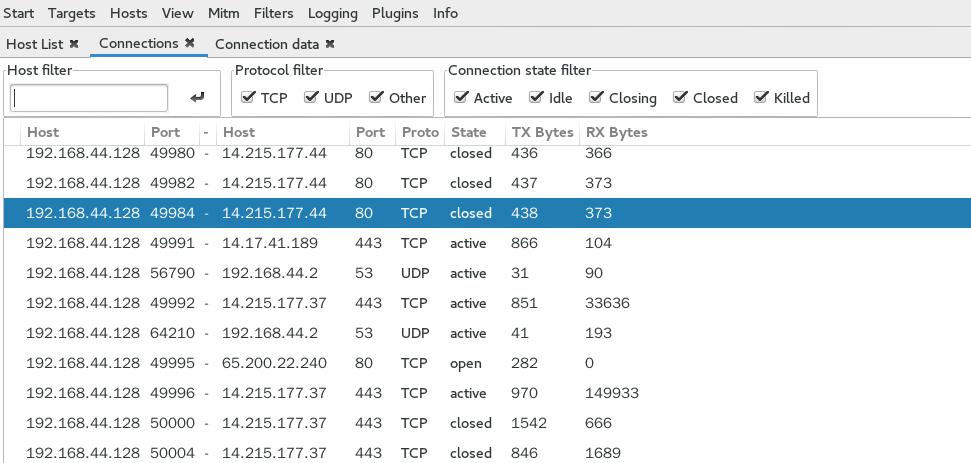 Start Targets Hosts View Mitm Filters Logging Plugins Info
Host List ✖ Connections ✖ Connection data ✖
Host filter Protocol filter Connection state filter
TCP UDP Other Active Idle Closing Closed Killed
Host Port - Host Port Proto State TX Bytes RX Bytes
192.168.44.128 49980 - 14.215.177.44 80 TCP closed 436 366
192.168.44.128 49982 - 14.215.177.44 80 TCP closed 437 373
192.168.44.128 49984 - 14.215.177.44 80 TCP closed 438 373
192.168.44.128 49991 - 14.17.41.189 443 TCP active 866 104
192.168.44.128 56790 - 192.168.44.2 53 UDP active 31 90
192.168.44.128 49992 - 14.215.177.37 443 TCP active 851 33636
192.168.44.128 64210 - 192.168.44.2 53 UDP active 41 193
192.168.44.128 49995 - 65.200.22.240 80 TCP open 282 0
192.168.44.128 49996 - 14.215.177.37 443 TCP active 970 149933
192.168.44.128 50000 - 14.215.177.37 443 TCP closed 1542 666
192.168.44.128 50004 - 14.215.177.37 443 TCP closed 846 1689